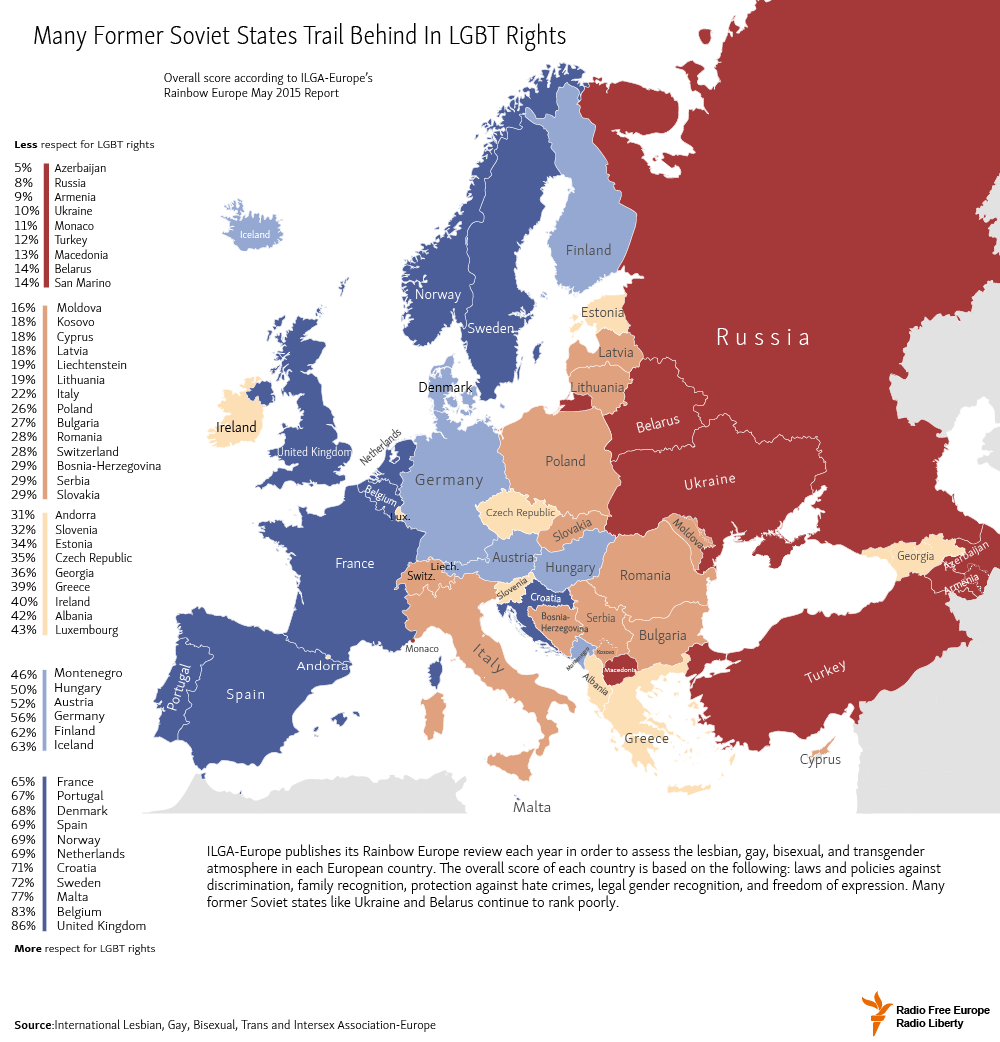 Many Former Soviet States Trail Behind In LGBT Rights
Overall score according to ILGA-Europe's
Rainbow Europe May 2015 Report
Less respect for LGBT rights
5% Azerbaijan
8% Russia
9% Armenia
10% Ukraine
11% Monaco
12% Turkey
13% Macedonia
14% Belarus
14% San Marino
16% Moldova
18% Kosovo
18% Cyprus
18% Latvia
19% Liechtenstein
19% Lithuania
22% Italy
26% Poland
27% Bulgaria
28% Romania
28% Switzerland
29% Bosnia-Herzegovina
29% Serbia
29% Slovakia
31% Andorra
32% Slovenia
34% Estonia
35% Czech Republic
36% Georgia
39% Greece
40% Ireland
42% Albania
43% Luxembourg
46% Montenegro
50% Hungary
52% Austria
56% Germany
62% Finland
63% Iceland
65% France
67% Portugal
68% Denmark
69% Spain
69% Norway
69% Netherlands
71% Croatia
72% Sweden
77% Malta
83% Belgium
86% United Kingdom
More respect for LGBT rights
Iceland
Finland
Norway
Sweden
Estonia
Russia
Latvia
Denmark
Lithuania
Belarus
Ireland
United Kingdom
Netherlands
Poland
Germany
Ukraine
Belgium
Lux.
Czech Republic
Slovakia
Moldova
France
Austria
Liech.
Switz.
Hungary
Romania
Georgia
Azerbaijan
Armenia
Slovenia
Croatia
Bosnia-
Herzegovina
Serbia
Bulgaria
Monaco
Italy
Montenegro
Kosovo
Macedonia
Andorra
Portugal
Spain
Albania
Turkey
Greece
Cyprus
Malta
ILGA-Europe publishes its Rainbow Europe review each year in order to assess the lesbian, gay, bisexual, and transgender
atmosphere in each European country. The overall score of each country is based on the following: laws and policies against
discrimination, family recognition, protection against hate crimes, legal gender recognition, and freedom of expression. Many
former Soviet states like Ukraine and Belarus continue to rank poorly.
Source:International Lesbian, Gay, Bisexual, Trans and Intersex Association-Europe
Radio Free Europe
Radio Liberty